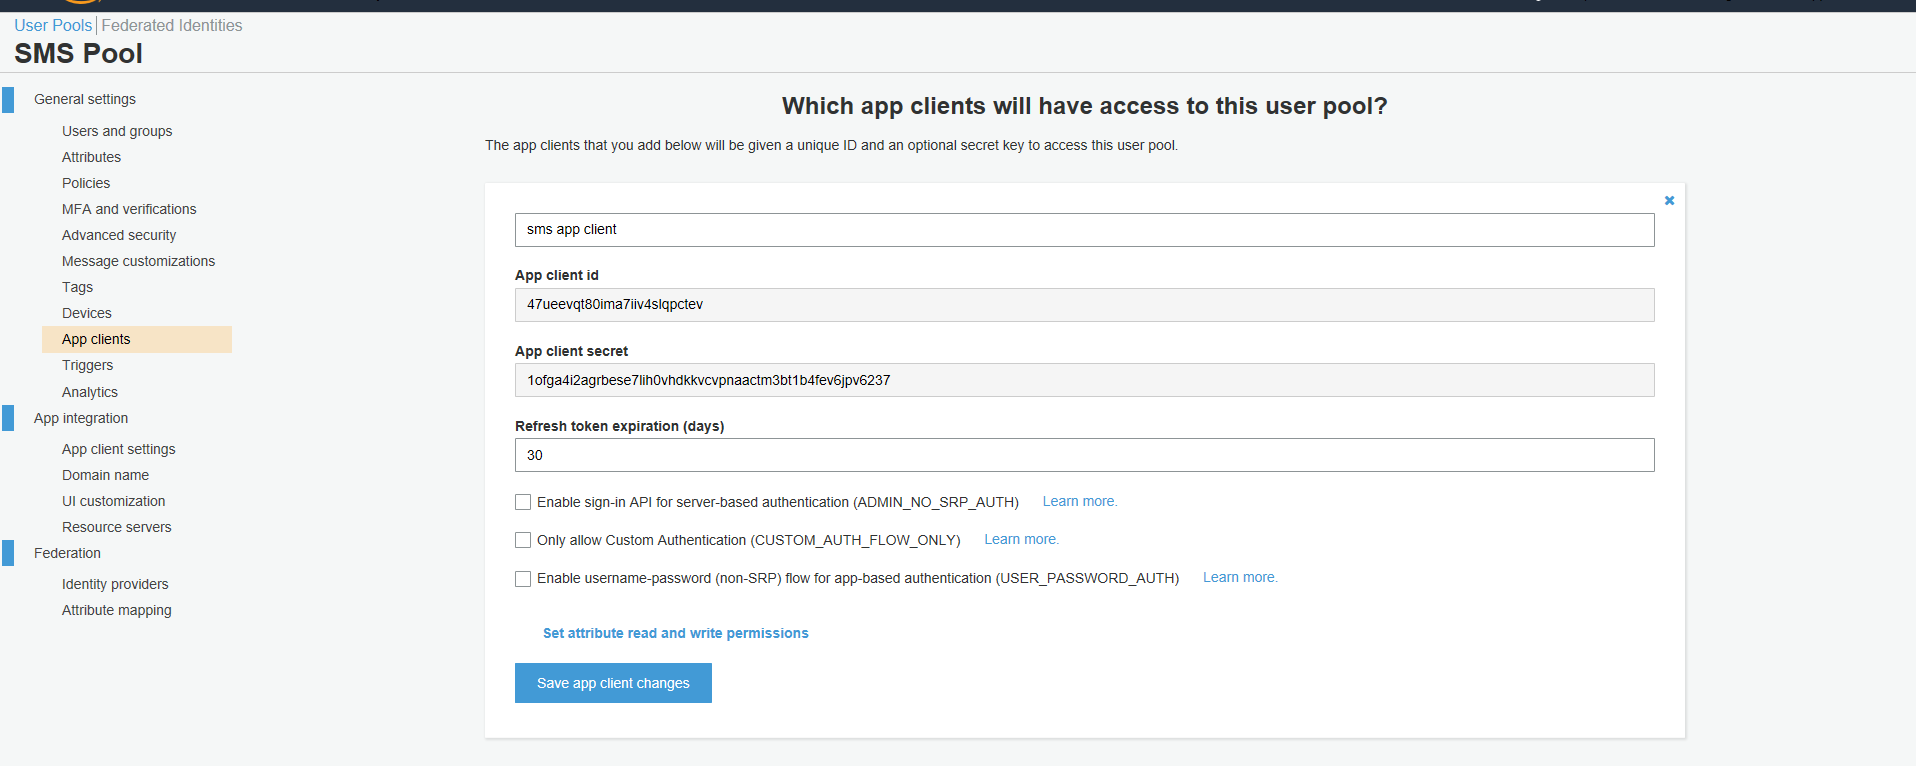 User Pools | Federated Identities
SMS Pool
General settings
Users and groups
Attributes
Policies
MFA and verifications
Advanced security
Message customizations
Tags
Devices
App clients
Triggers
Analytics
App integration
App client settings
Domain name
UI customization
Resource servers
Federation
Identity providers
Attribute mapping
Which app clients will have access to this user pool?
The app clients that you add below will be given a unique ID and an optional secret key to access this user pool.
sms app client
App client id
47ueevqt80ima7iiv4slqpctev
App client secret
1ofga4i2agrbese7lih0vhdkkvcvpnaactm3bt1b4fev6jpv6237
Refresh token expiration (days)
30
Enable sign-in API for server-based authentication (ADMIN_NO_SRP_AUTH) Learn more.
Only allow Custom Authentication (CUSTOM_AUTH_FLOW_ONLY) Learn more.
Enable username-password (non-SRP) flow for app-based authentication (USER_PASSWORD_AUTH) Learn more.
Set attribute read and write permissions
Save app client changes